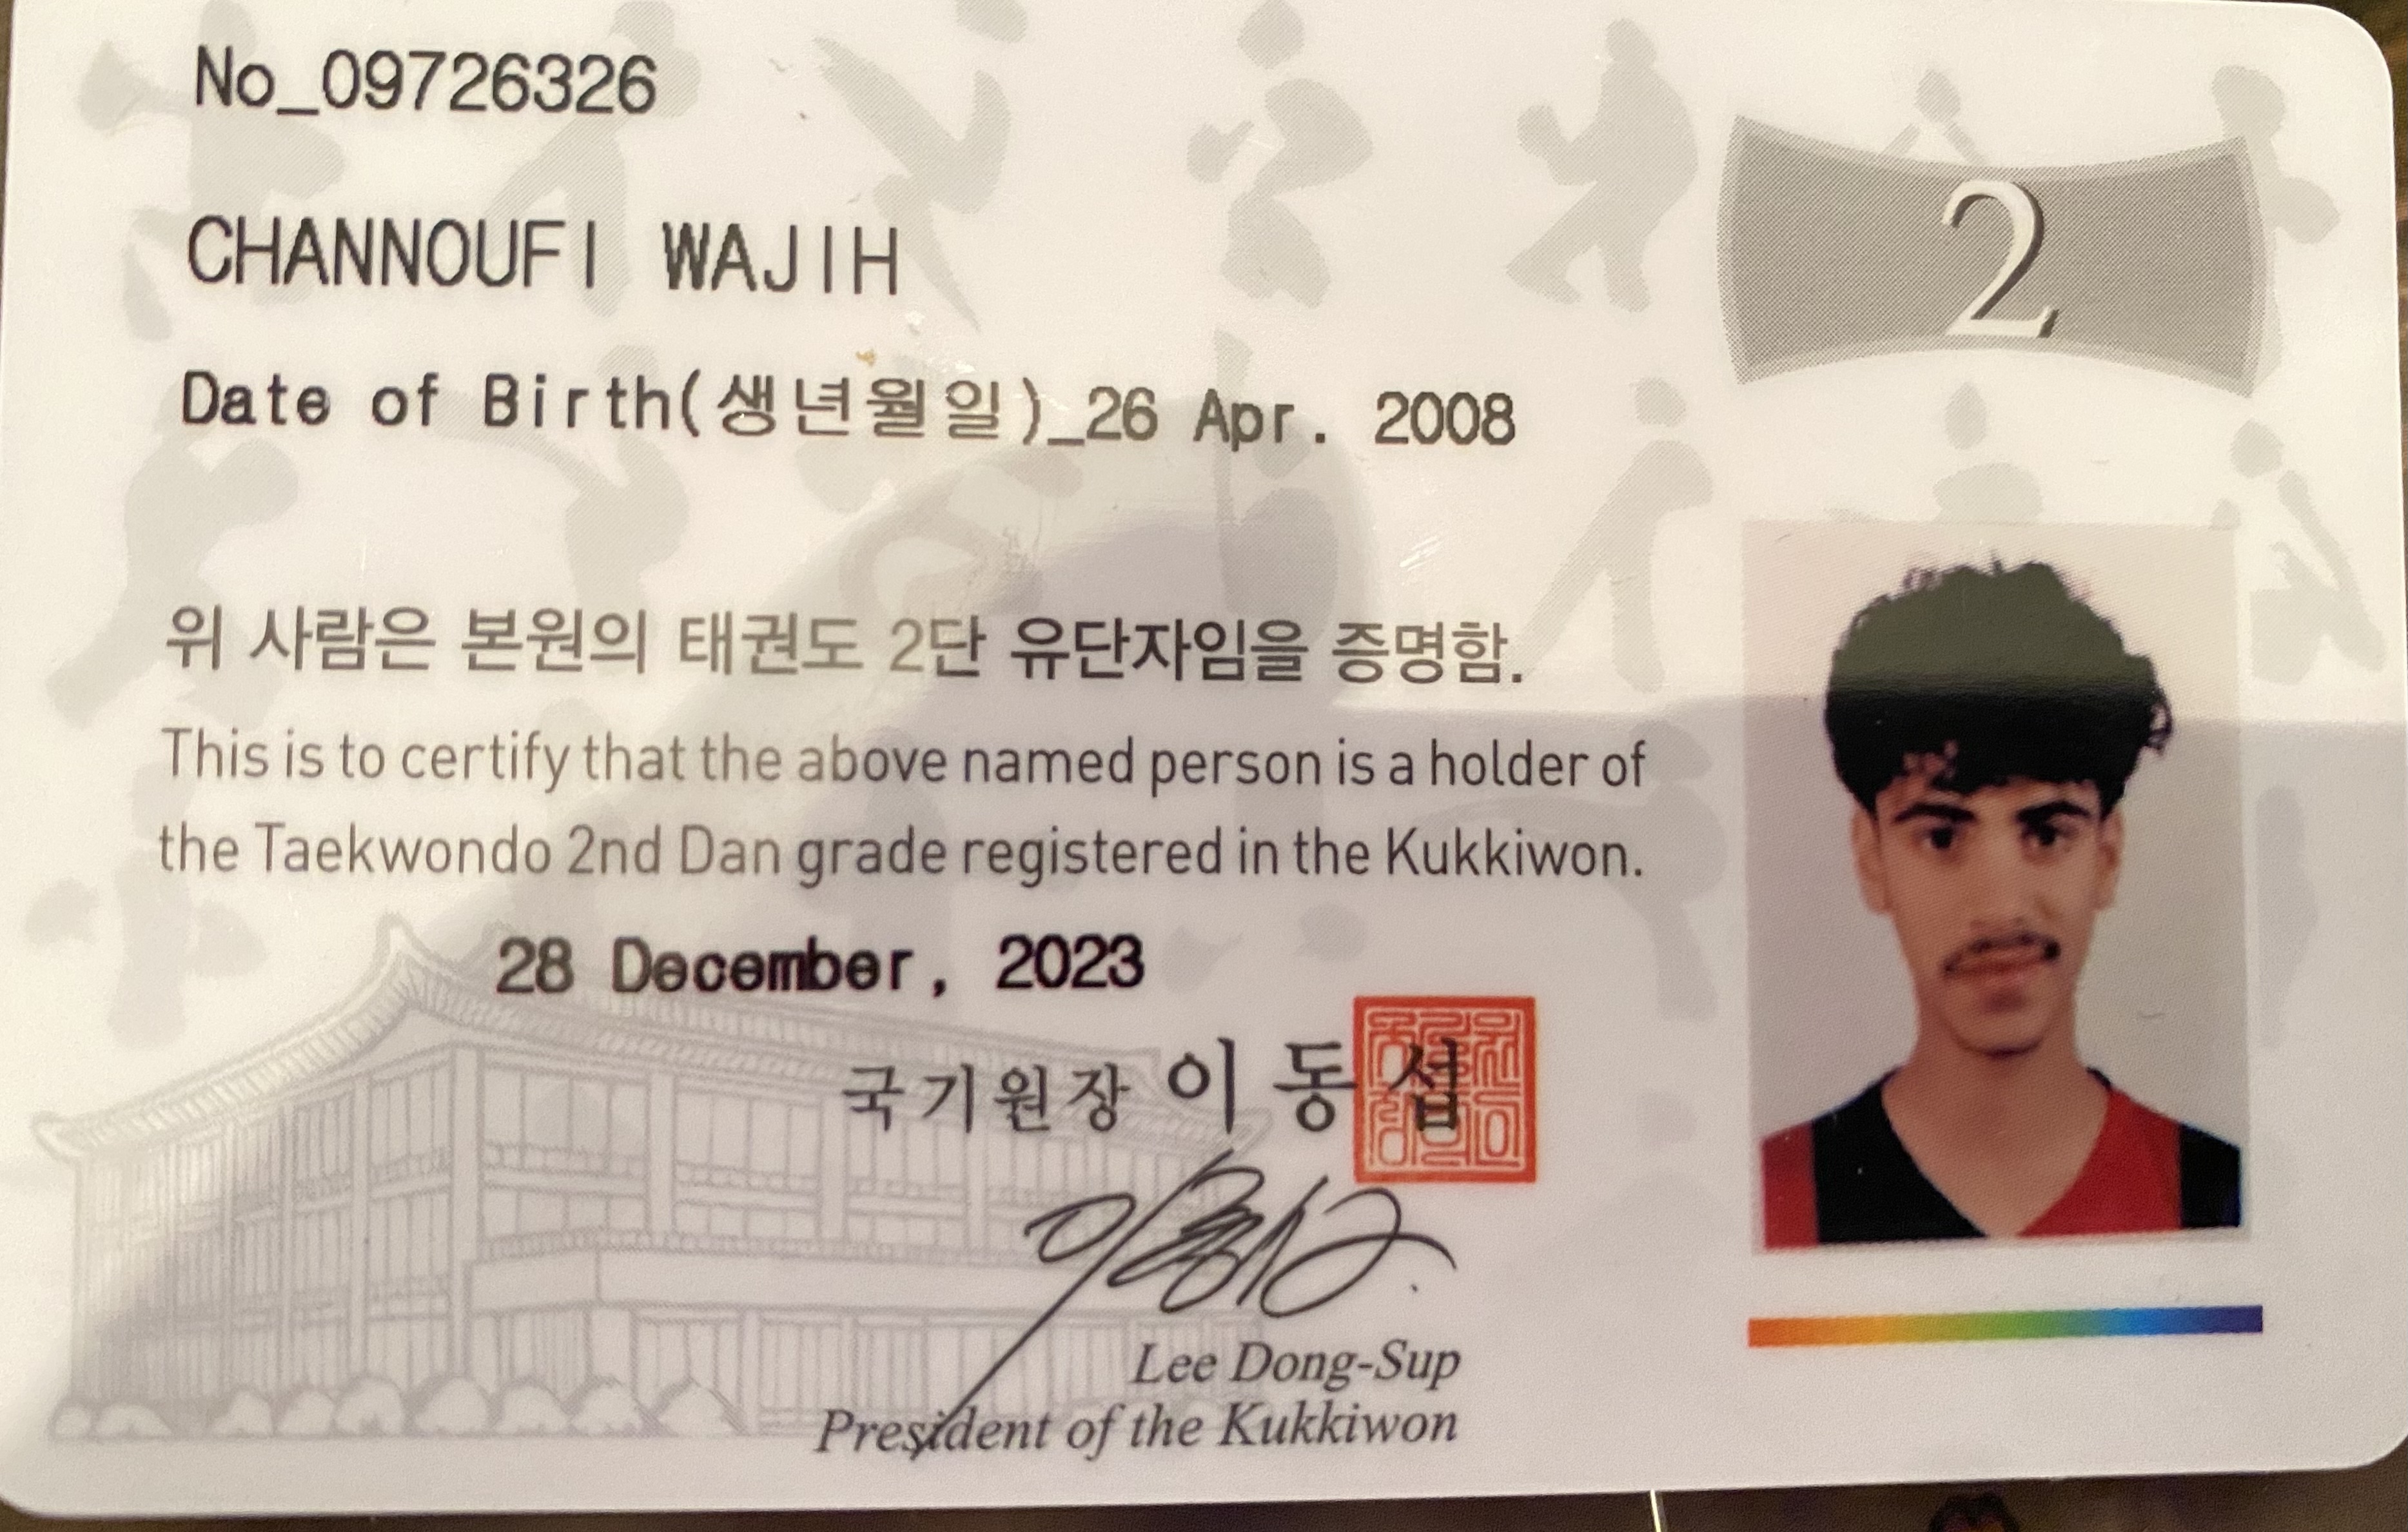 No_09726326
2
CHANNOUFI WAJIH
Date of Birth(생년월일)_26 Apr. 2008
위 사람은 본원의 태권도 2단 유단자임을 증명함.
This is to certify that the above named person is a holder of
the Taekwondo 2nd Dan grade registered in the Kukkiwon.
28 December, 2023
국기원장 이동섭
Lee Dong-Sup
President of the Kukkiwon